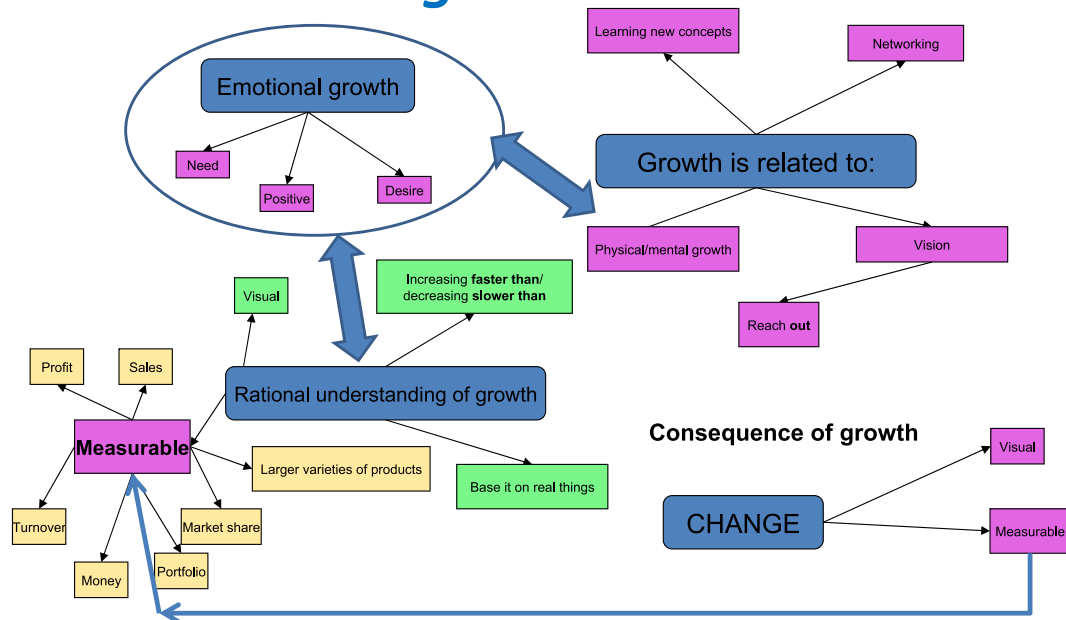 Learning new concepts
Networking
Emotional growth
Need
Positive
Desire
Growth is related to:
Physical/mental growth
Vision
Reach out
Increasing faster than/
decreasing slower than
Visual
Profit
Sales
Rational understanding of growth
Measurable
Larger varieties of products
Base it on real things
Turnover
Market share
Money
Portfolio
Consequence of growth
Visual
CHANGE
Measurable